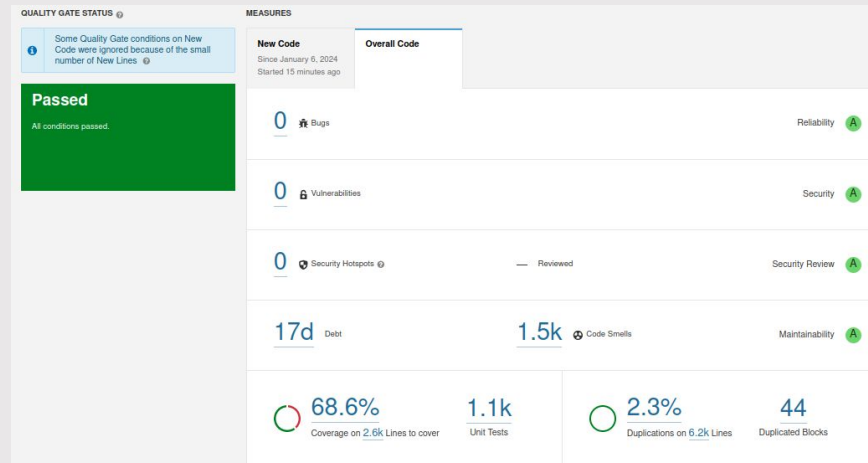 QUALITY GATE STATUS
MEASURES
Some Quality Gate conditions on New
Code were ignored because of the small
number of New Lines
Passed
All conditions passed.
New Code
Since January 6, 2024
Started 15 minutes ago
Overall Code
0 Bugs
Reliability A
0 Vulnerabilities
Security A
0 Security Hotspots
— Reviewed
Security Review A
17d Debt
1.5k Code Smells
Maintainability A
68.6%
Coverage on 2.6k Lines to cover
1.1k
Unit Tests
2.3%
Duplications on 6.2k Lines
44
Duplicated Blocks